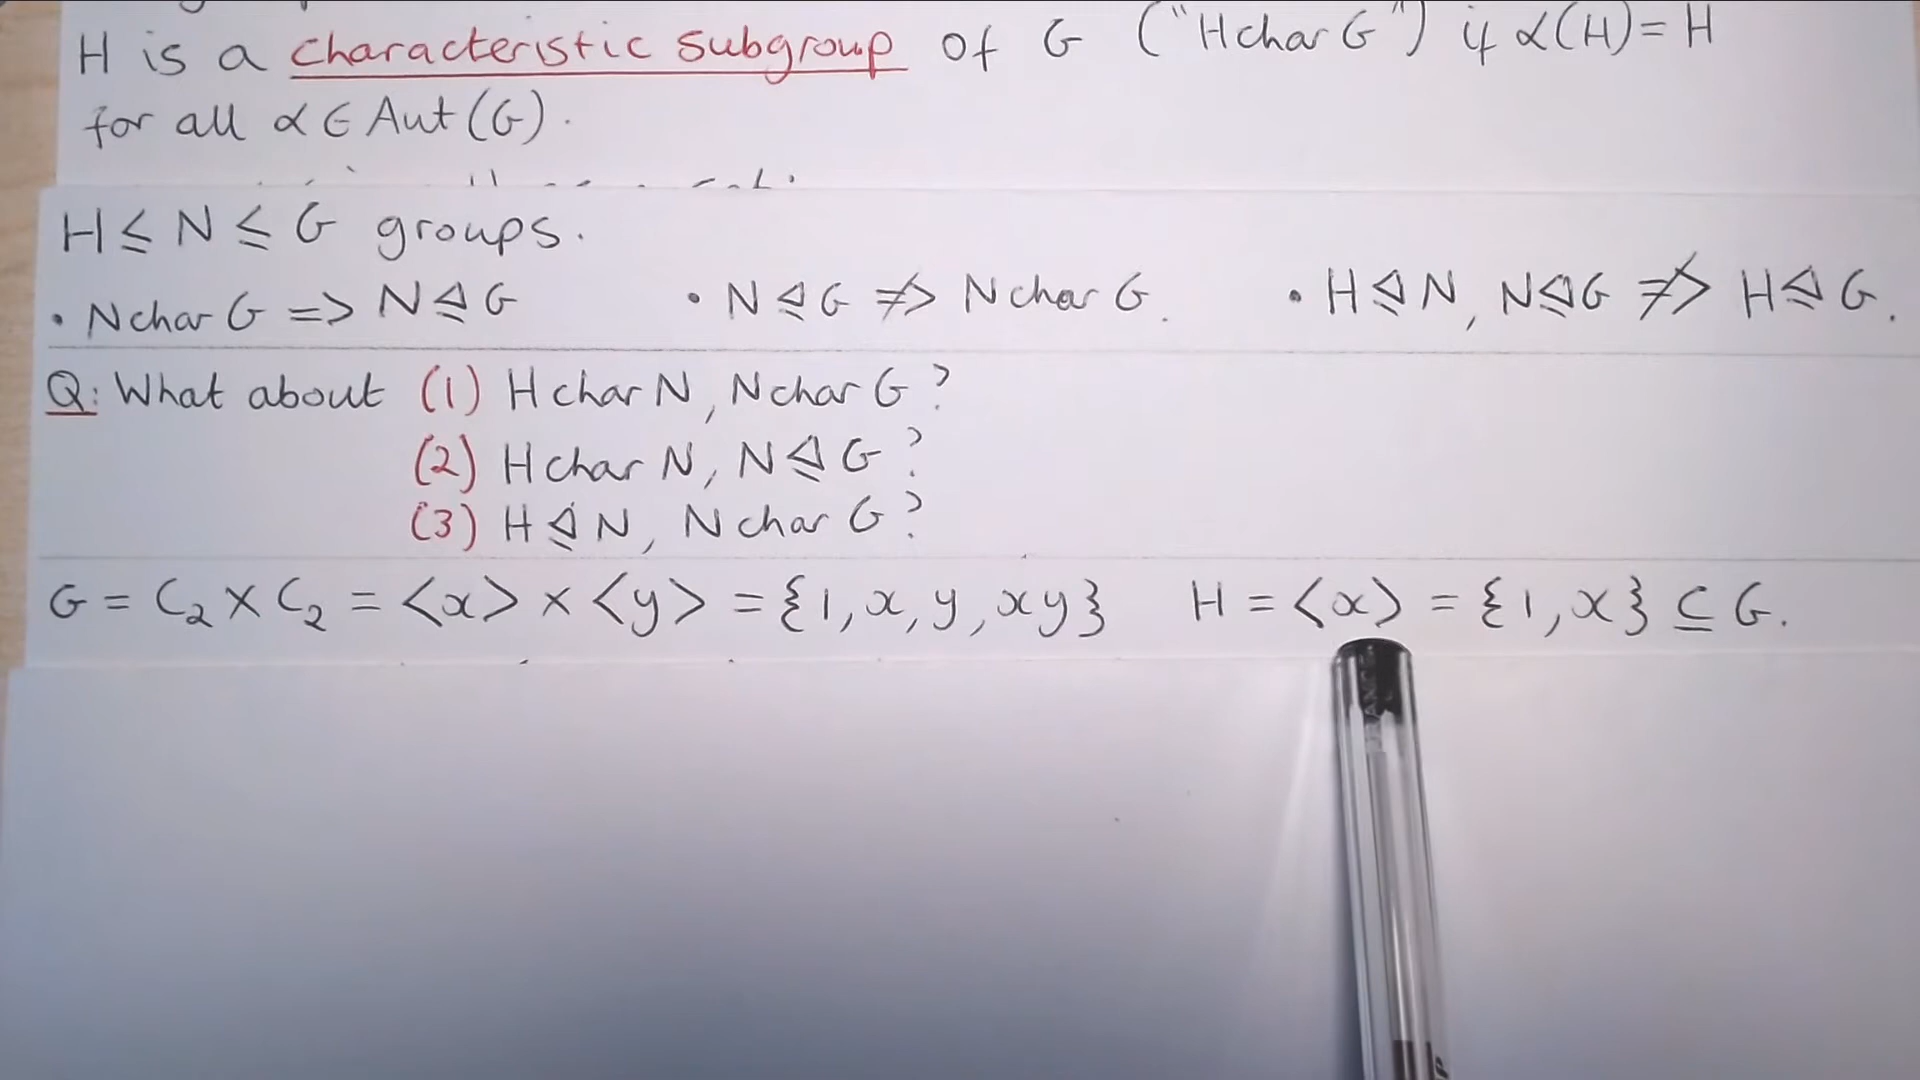 H is a characteristic subgroup of G ("H char G") if α(H) = H
for all α ∈ Aut(G).
H ≤ N ≤ G groups.
• N char G => N ⊴ G • N ⊴ G ≠> N char G. • H ⊴ N, N ⊴ G ≠> H ⊴ G.
Q: What about (1) H char N, N char G?
(2) H char N, N ⊴ G?
(3) H ⊴ N, N char G?
G = C₂ × C₂ = <x> × <y> = {1, x, y, xy} H = <x> = {1, x} ⊆ G.